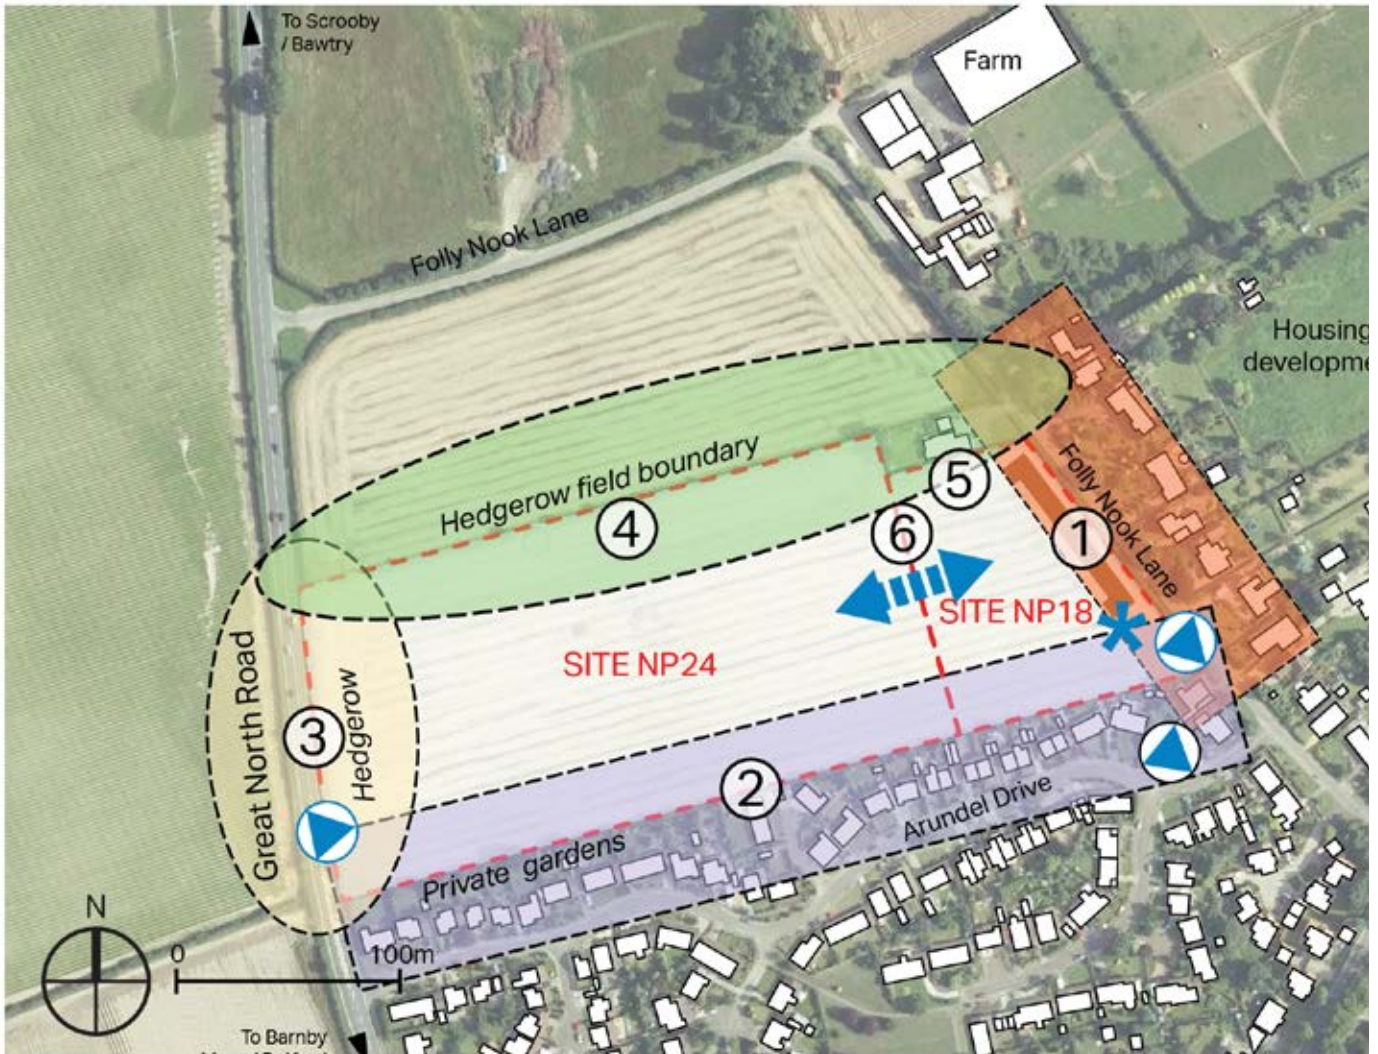 To Scrooby
/ Bawtry
Farm
Folly Nook Lane
Housing
developme
Hedgerow field boundary
5
Folly Nook Lane
4
6
1
SITE NP18
SITE NP24
Great North Road
3
Hedgerow
2
Arundel Drive
Private gardens
N
0
100m
To Barnby